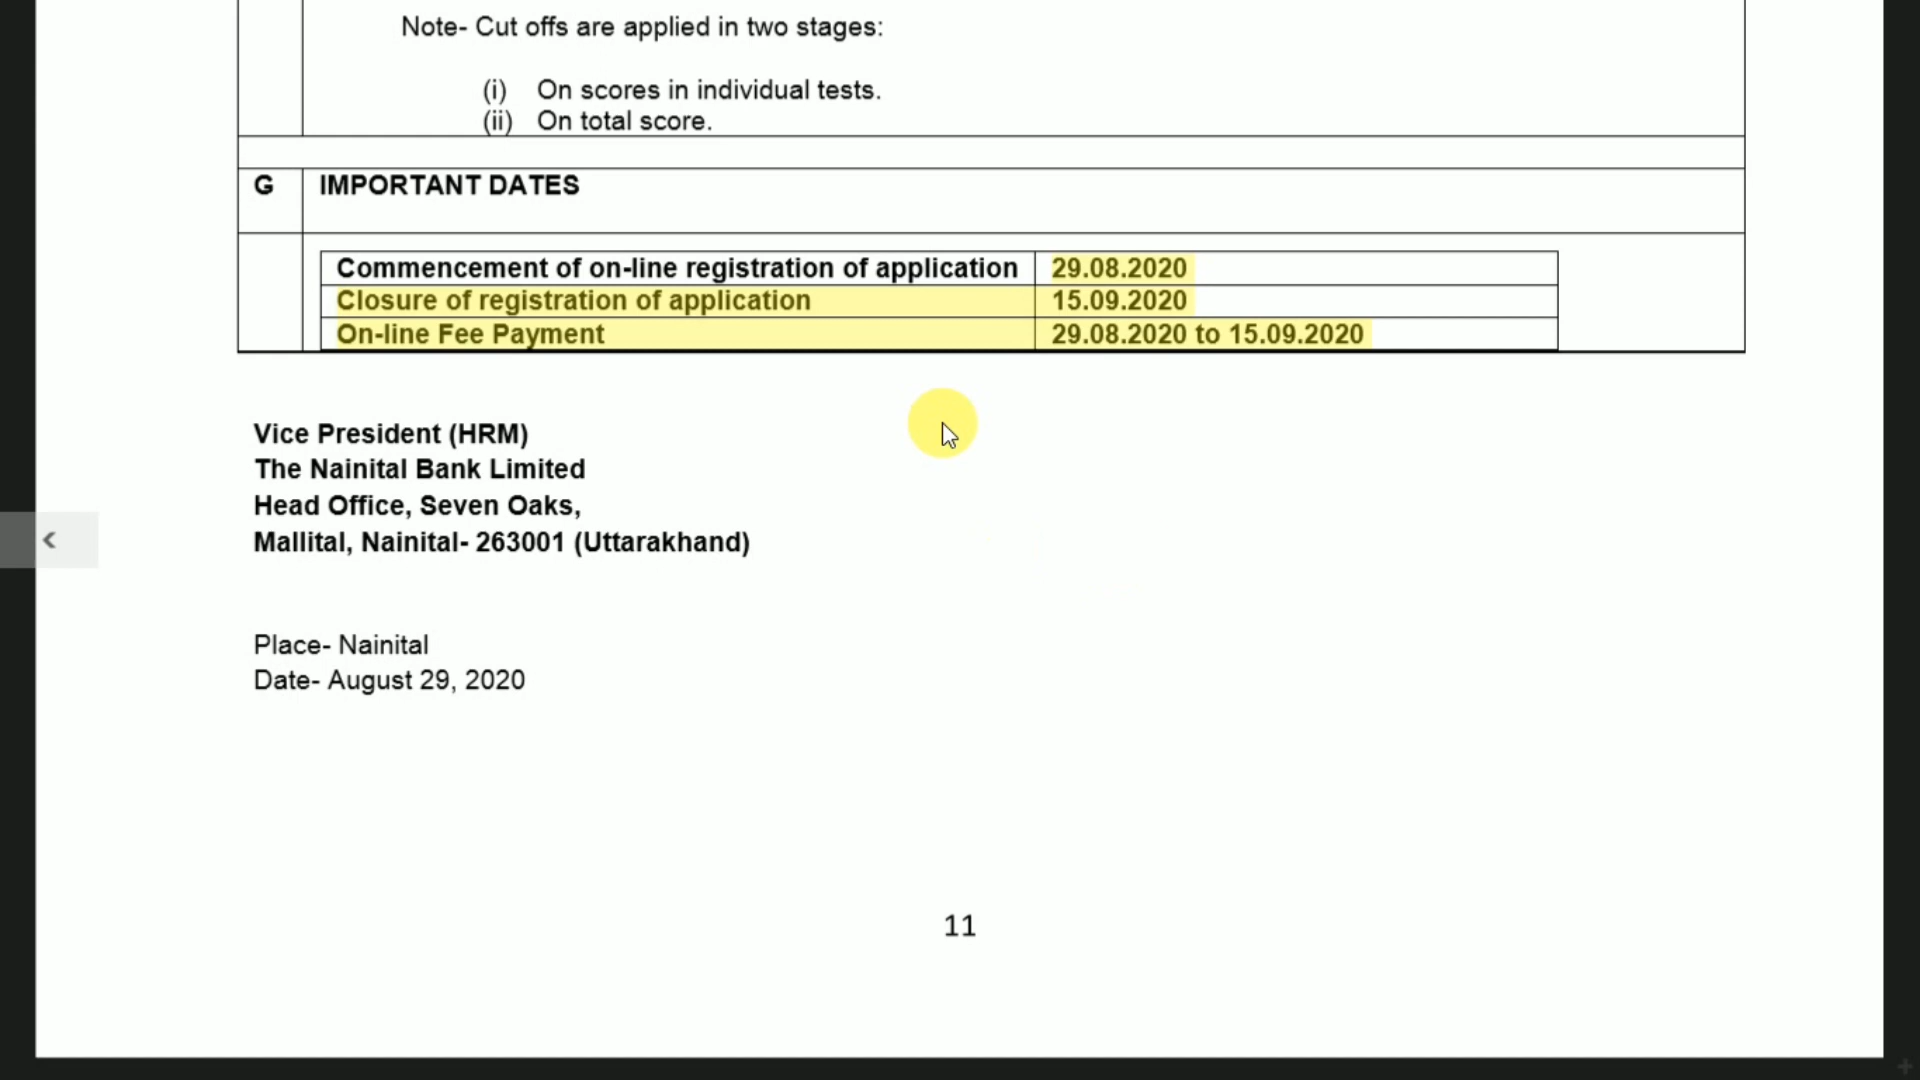 Note- Cut offs are applied in two stages:
(i) On scores in individual tests.
(ii) On total score.
G IMPORTANT DATES
Commencement of on-line registration of application 29.08.2020
Closure of registration of application 15.09.2020
On-line Fee Payment 29.08.2020 to 15.09.2020
Vice President (HRM)
The Nainital Bank Limited
Head Office, Seven Oaks,
Mallital, Nainital- 263001 (Uttarakhand)
Place- Nainital
Date- August 29, 2020
11